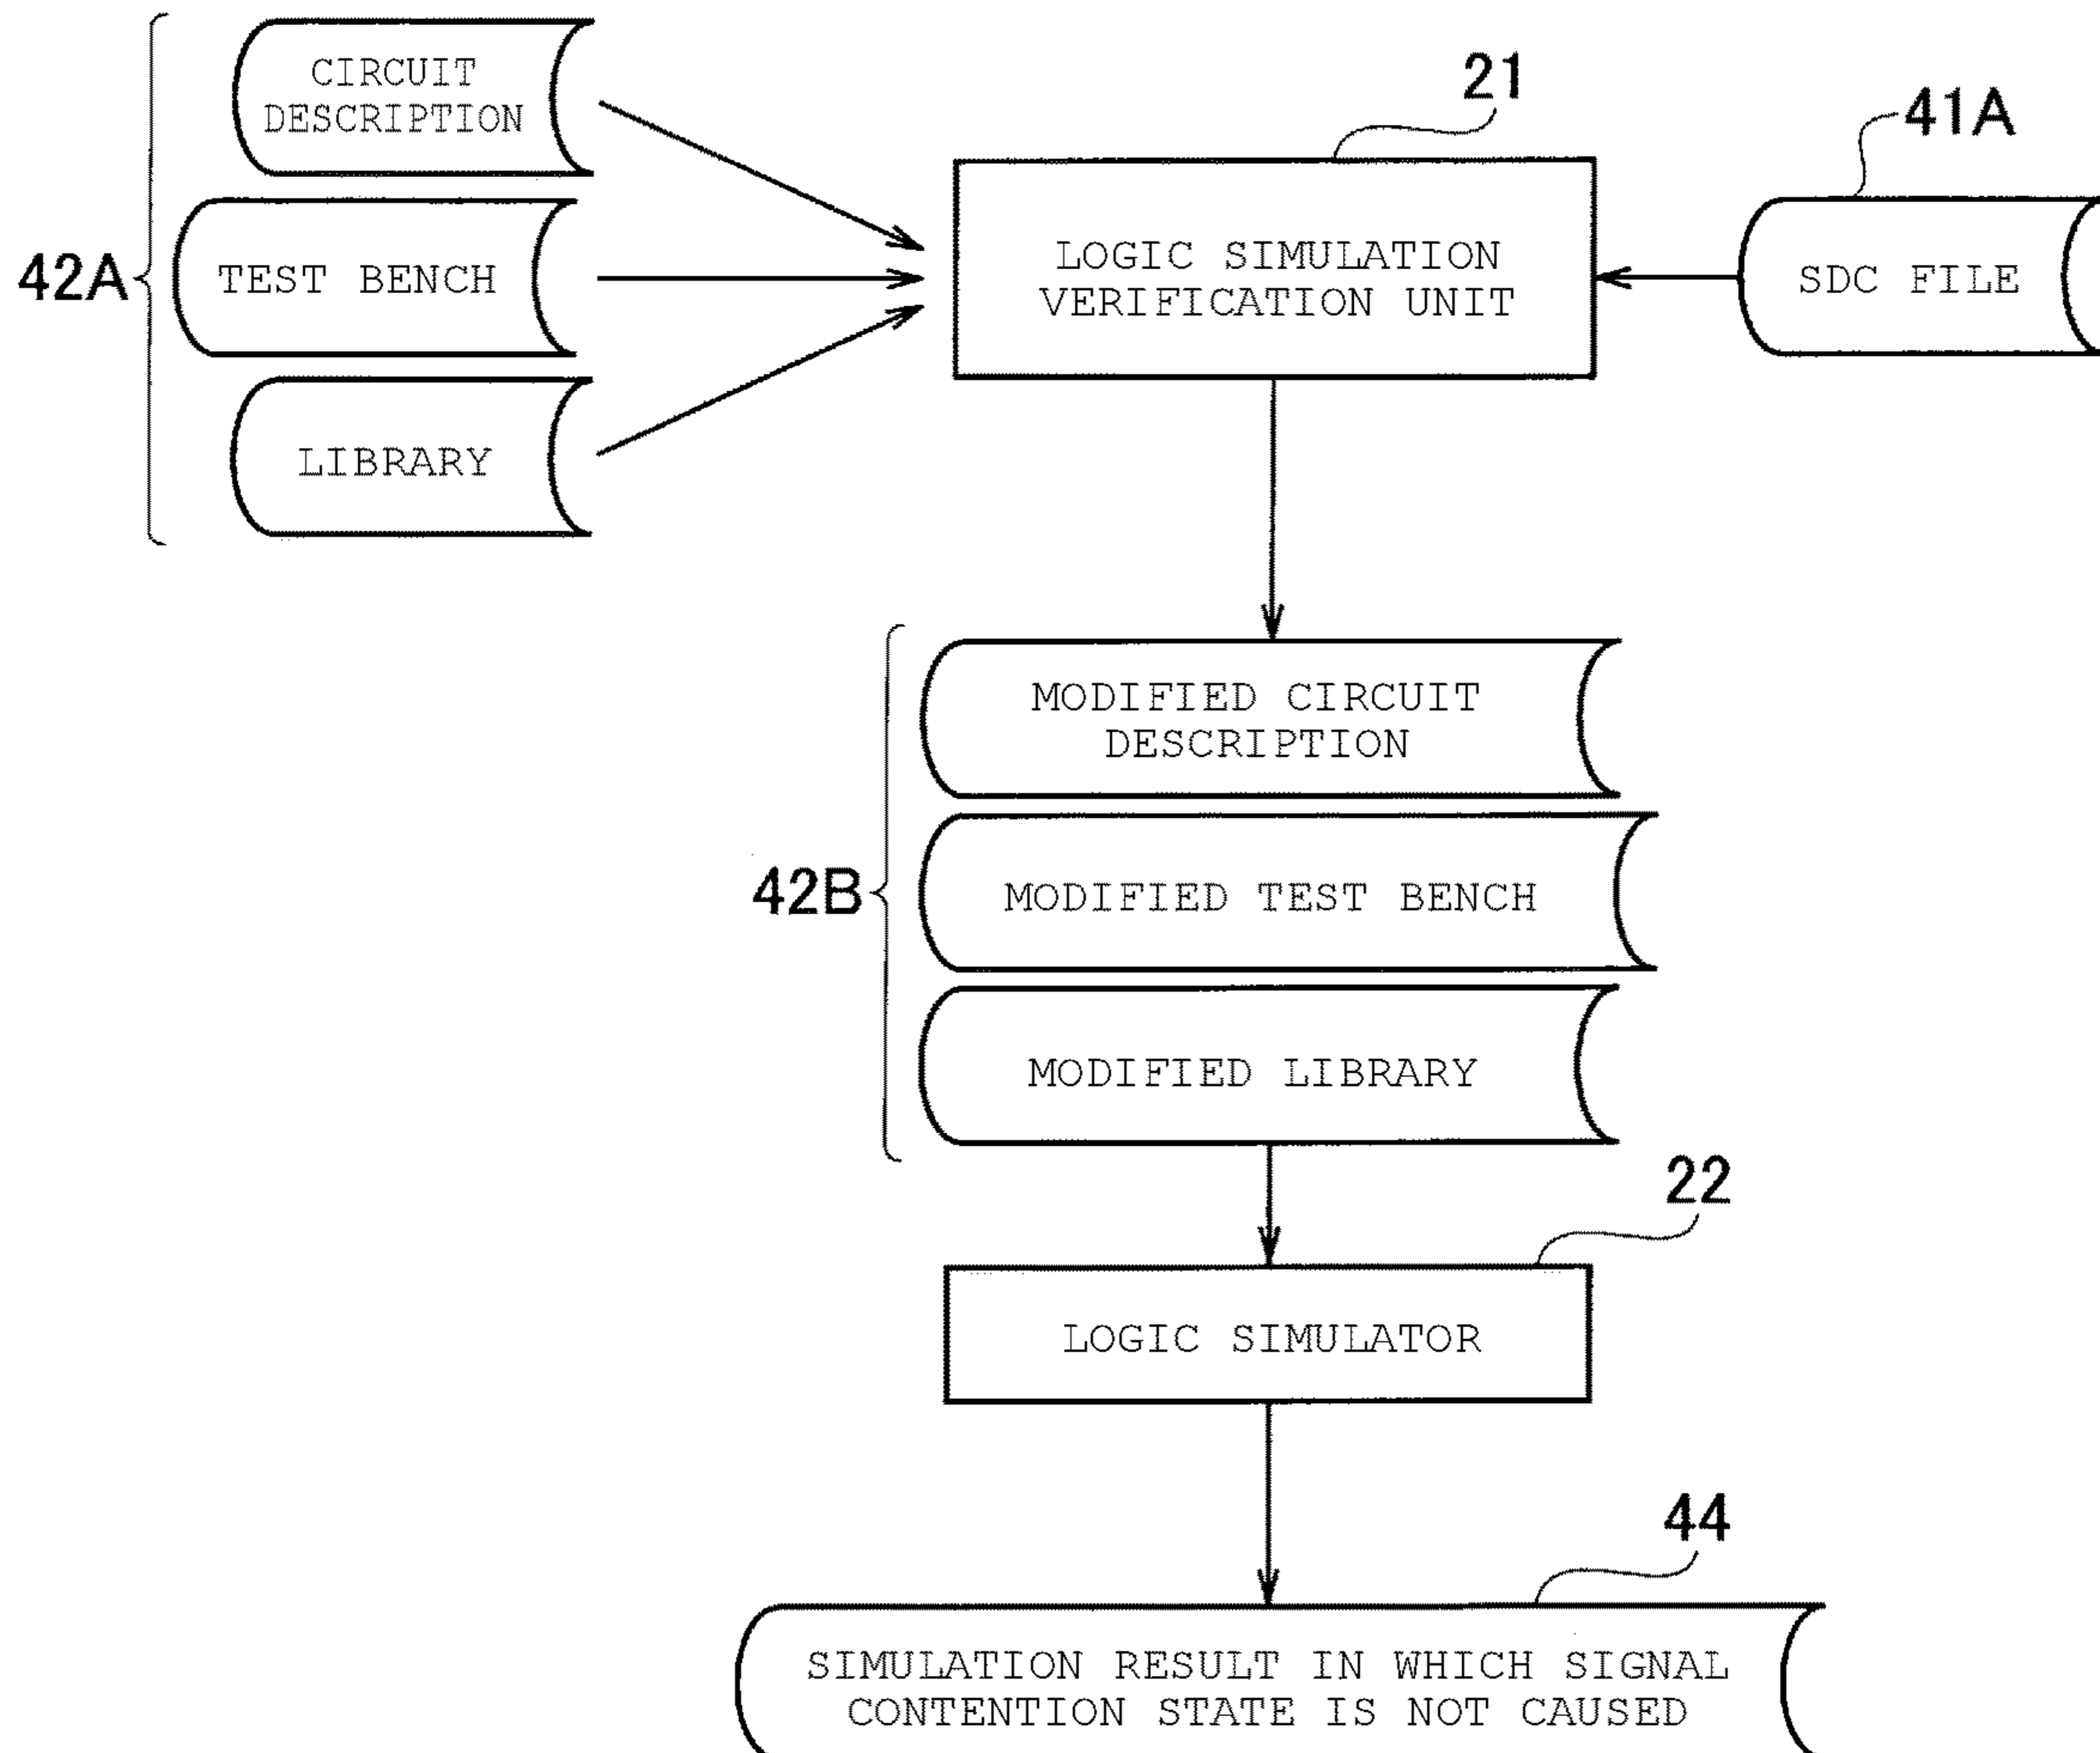 CIRCUIT
DESCRIPTION
21
41A
42A
TEST BENCH
LOGIC SIMULATION
VERIFICATION UNIT
SDC FILE
LIBRARY
MODIFIED CIRCUIT
DESCRIPTION
42B
MODIFIED TEST BENCH
MODIFIED LIBRARY
22
LOGIC SIMULATOR
44
SIMULATION RESULT IN WHICH SIGNAL
CONTENTION STATE IS NOT CAUSED